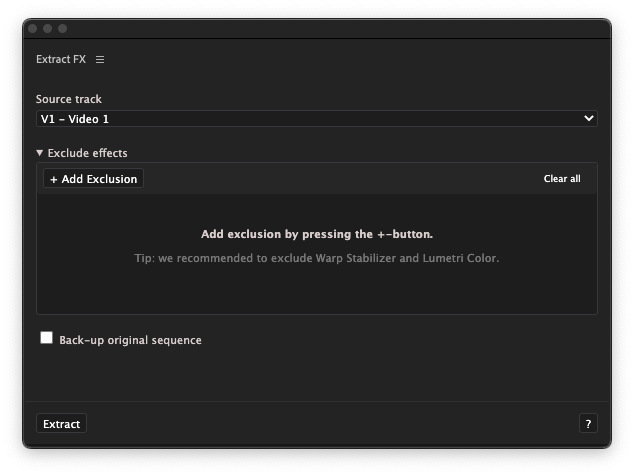 Extract FX
Source track
V1 - Video 1
Exclude effects
+ Add Exclusion
Clear all
Add exclusion by pressing the +-button.
Tip: we recommended to exclude Warp Stabilizer and Lumetri Color.
Back-up original sequence
Extract
?